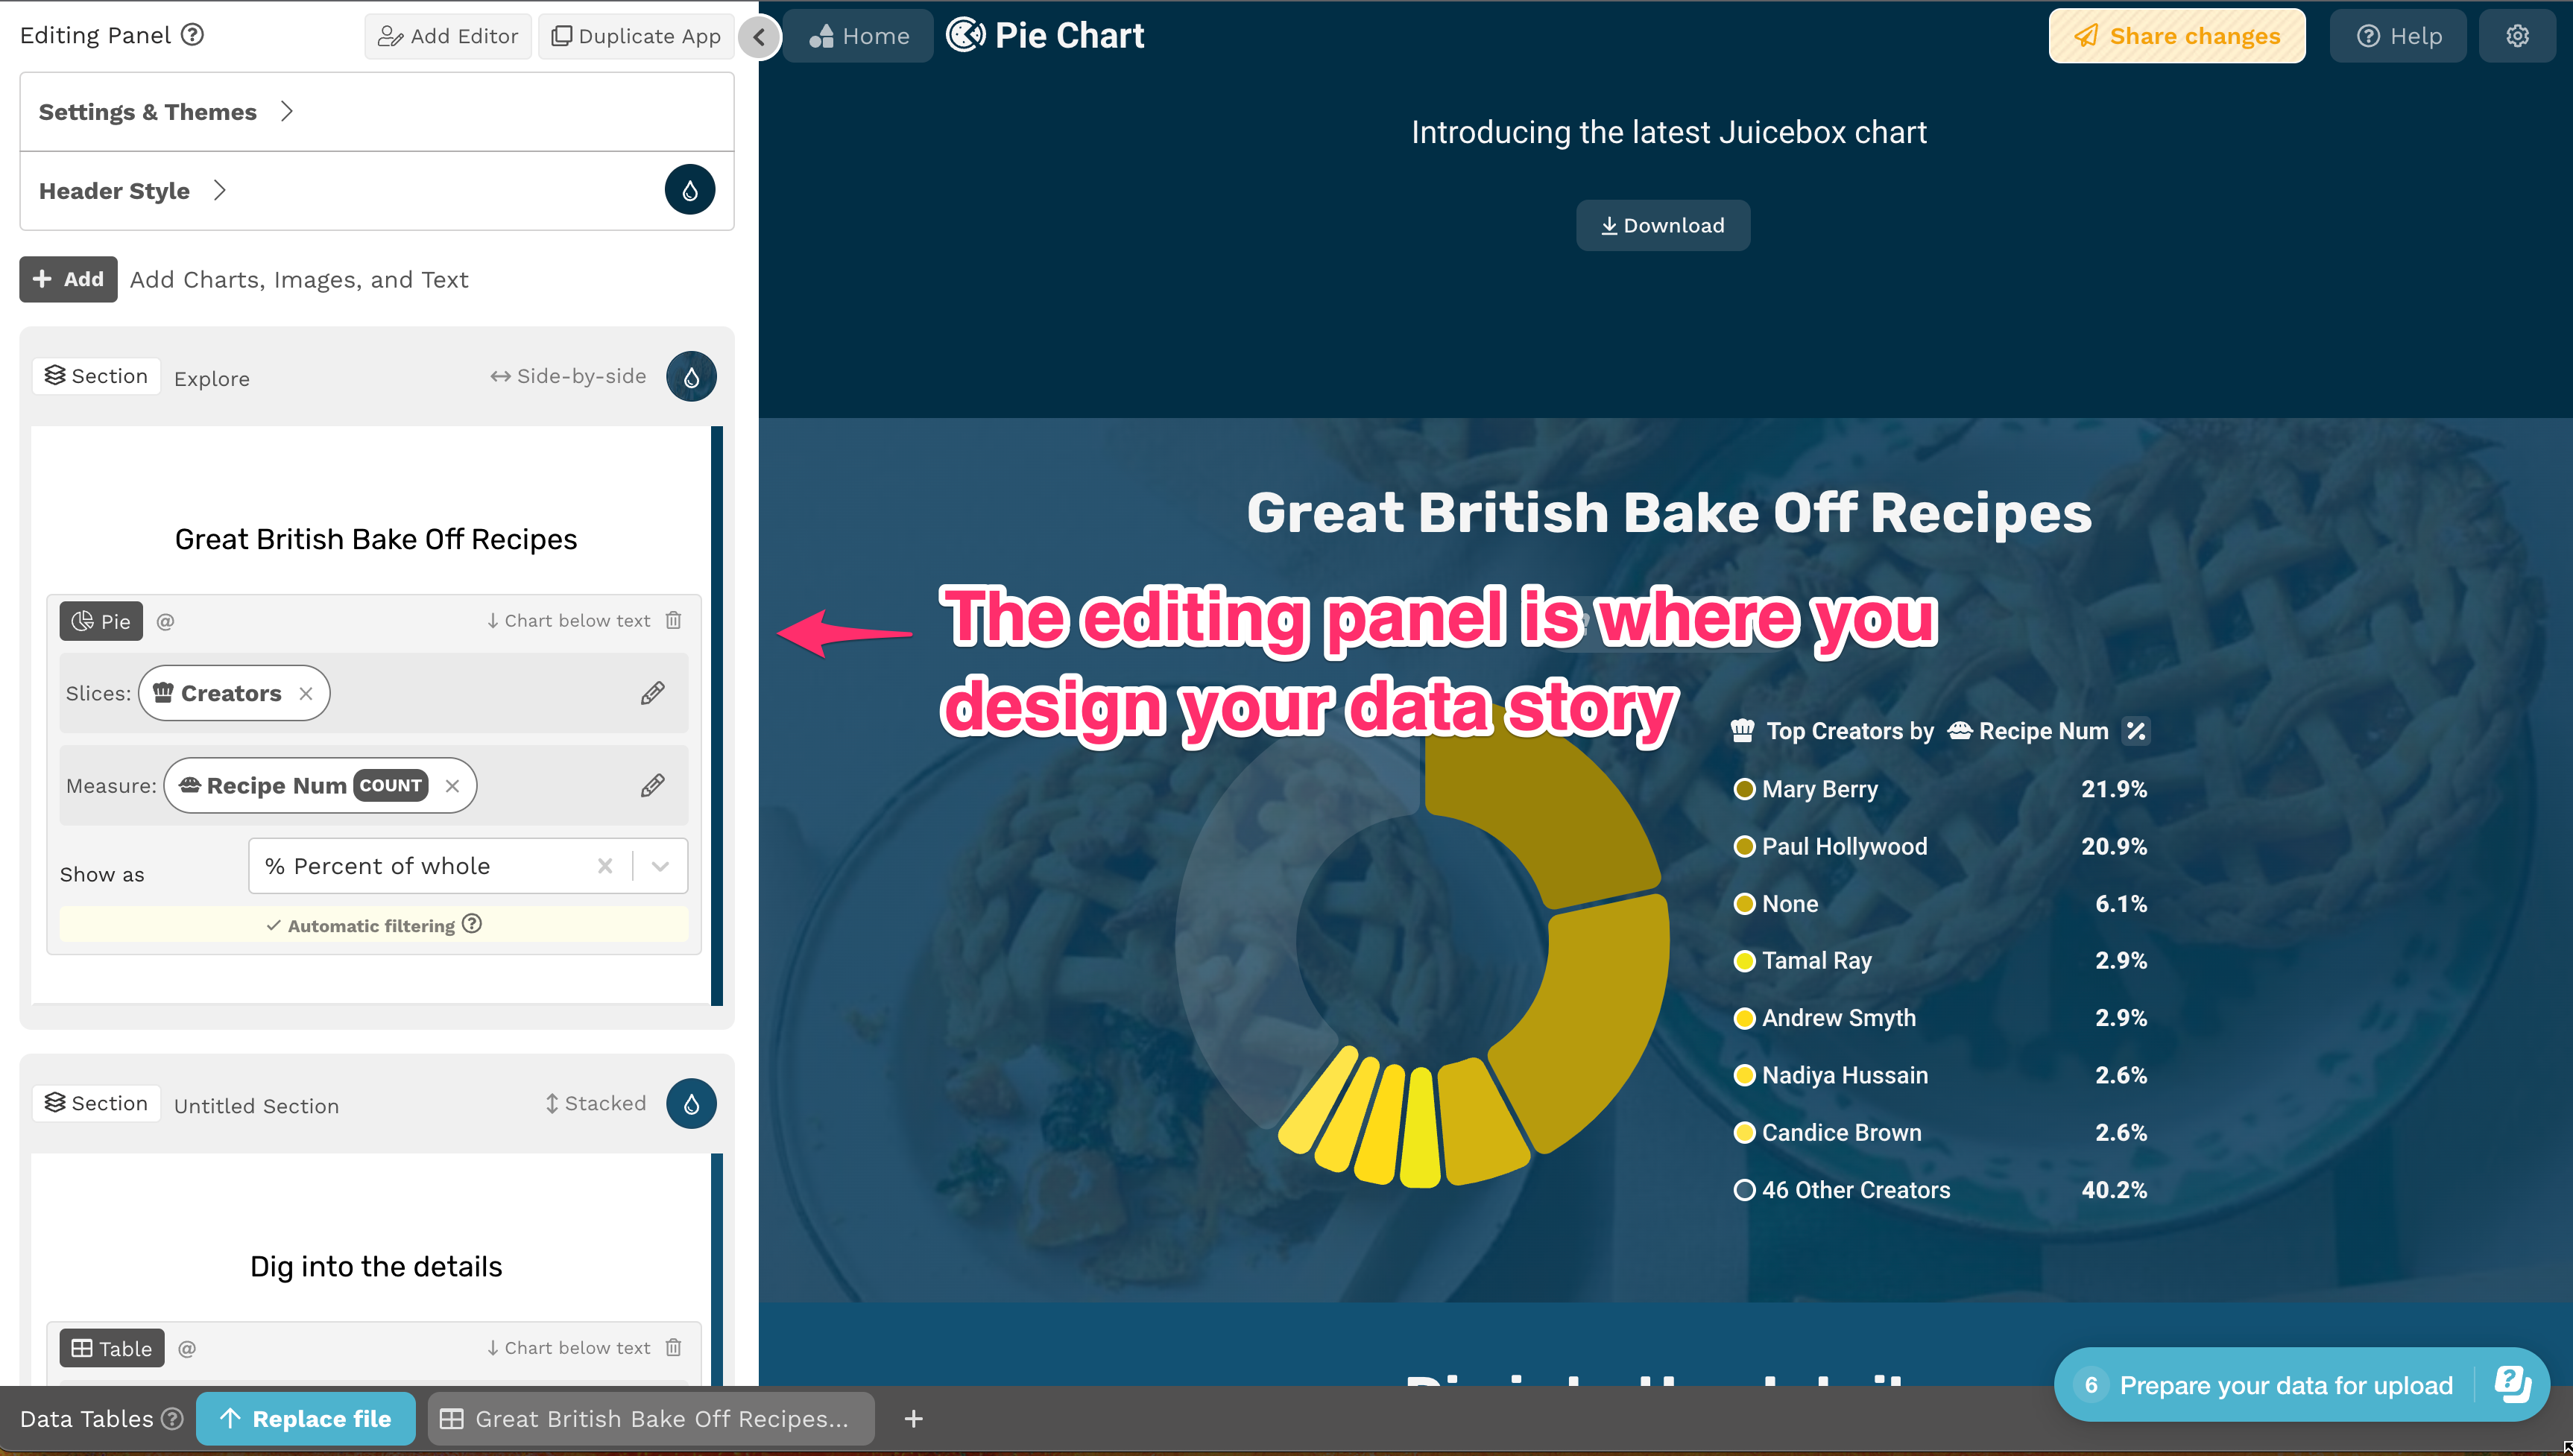 Editing Panel
Add Editor
Duplicate App
Home
Pie Chart
Share changes
Help
Settings & Themes
Header Style
+ Add
Add Charts, Images, and Text
Section
Explore
Side-by-side
Great British Bake Off Recipes
Pie
@
Chart below text
Slices:
Creators
Measure:
Recipe Num
COUNT
Show as
% Percent of whole
Automatic filtering
Section
Untitled Section
Stacked
Dig into the details
Table
@
Chart below text
Introducing the latest Juicebox chart
Download
Great British Bake Off Recipes
The editing panel is where you
design your data story
Top Creators by Recipe Num %
Mary Berry 21.9%
Paul Hollywood 20.9%
None 6.1%
Tamal Ray 2.9%
Andrew Smyth 2.9%
Nadiya Hussain 2.6%
Candice Brown 2.6%
46 Other Creators 40.2%
6 Prepare your data for upload
Data Tables
Replace file
Great British Bake Off Recipes...
+